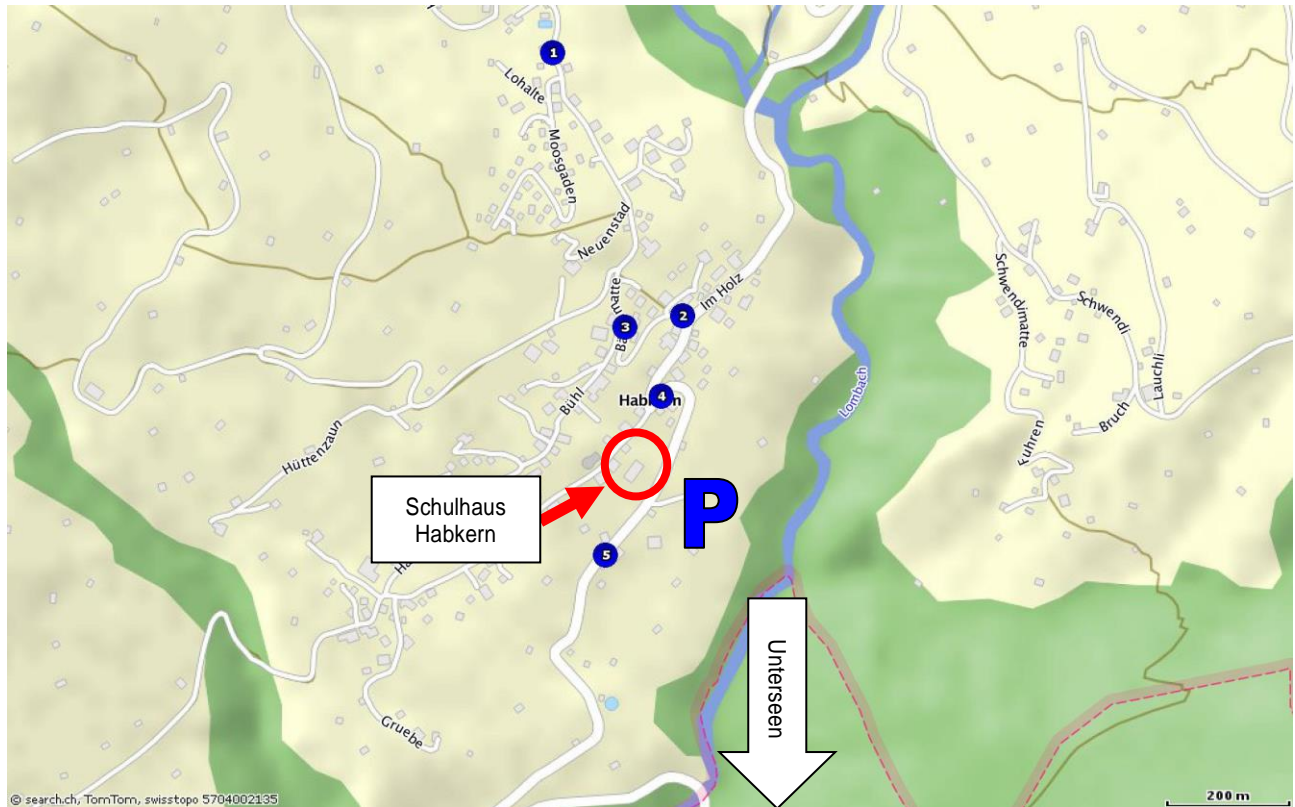 1
Lohalte
Moosgaden
Neuenstad
Im Holz
2
3
Schwendimatte
Schwendi
Lauchli
Bruch
Fuhren
Lombach
4
Bühl
Hüttenzaun
Schulhaus
Habkern
P
5
Unterseen
Gruebe
© search.ch, TomTom, swisstopo 5704002135
200 m